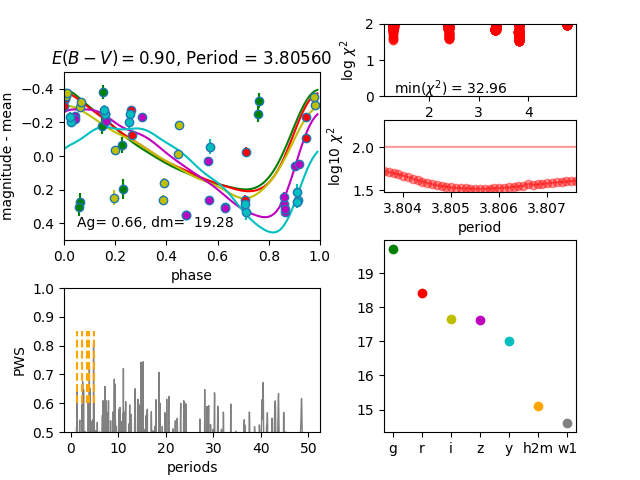 E(B − V) = 0.90, Period = 3.80560
magnitude - mean
−0.4
−0.2
0.0
0.2
0.4
Ag= 0.66, dm=  19.28
0.0 0.2 0.4 0.6 0.8 1.0
phase
log χ²
2
1
0
min(χ²) = 32.96
2 3 4
log10 χ²
2.0
1.5
3.804 3.805 3.806 3.807
period
PWS
1.0
0.9
0.8
0.7
0.6
0.5
0 10 20 30 40 50
periods
19
18
17
16
15
g r i z y h2m w1